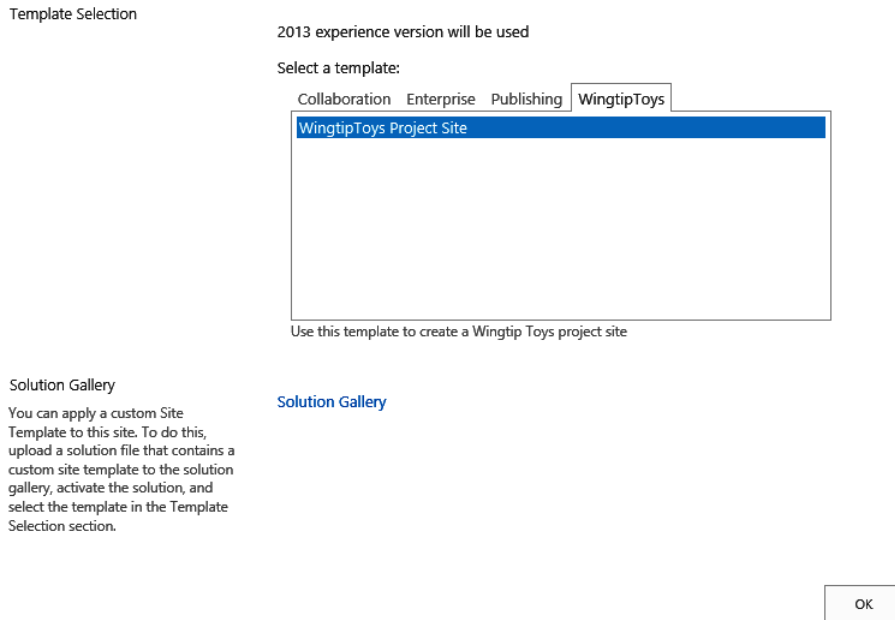 Template Selection
2013 experience version will be used
Select a template:
Collaboration Enterprise Publishing WingtipToys
WingtipToys Project Site
Use this template to create a Wingtip Toys project site
Solution Gallery
You can apply a custom Site
Template to this site. To do this,
upload a solution file that contains a
custom site template to the solution
gallery, activate the solution, and
select the template in the Template
Selection section.
Solution Gallery
OK